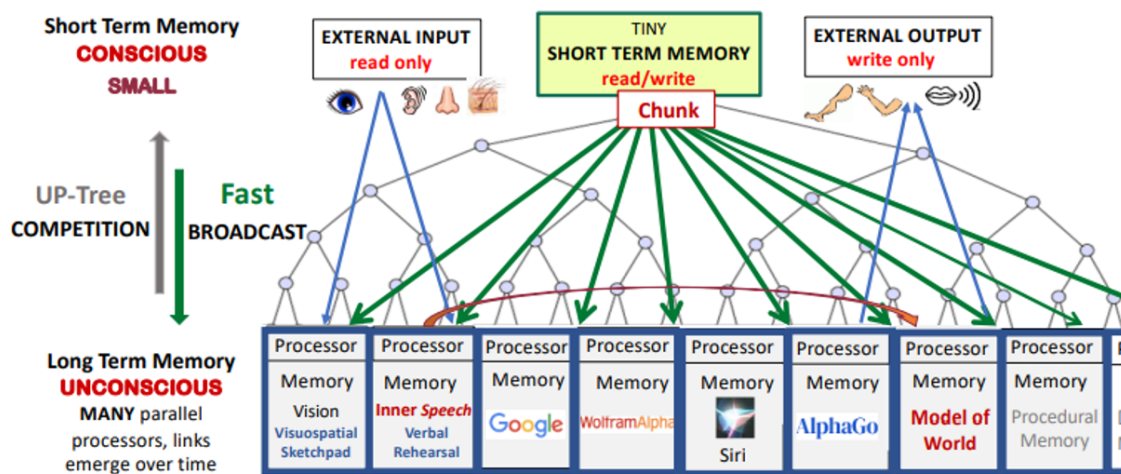 Short Term Memory
CONSCIOUS
SMALL
EXTERNAL INPUT
read only
TINY
SHORT TERM MEMORY
read/write
Chunk
EXTERNAL OUTPUT
write only
UP-Tree
COMPETITION
Fast
BROADCAST
Long Term Memory
UNCONSCIOUS
MANY parallel
processors, links
emerge over time
Processor
Memory
Vision
Visuospatial
Sketchpad
Processor
Memory
Inner Speech
Verbal
Rehearsal
Processor
Memory
Google
Processor
Memory
WolframAlpha
Processor
Memory
Siri
Processor
Memory
AlphaGo
Processor
Memory
Model of
World
Processor
Memory
Procedural
Memory